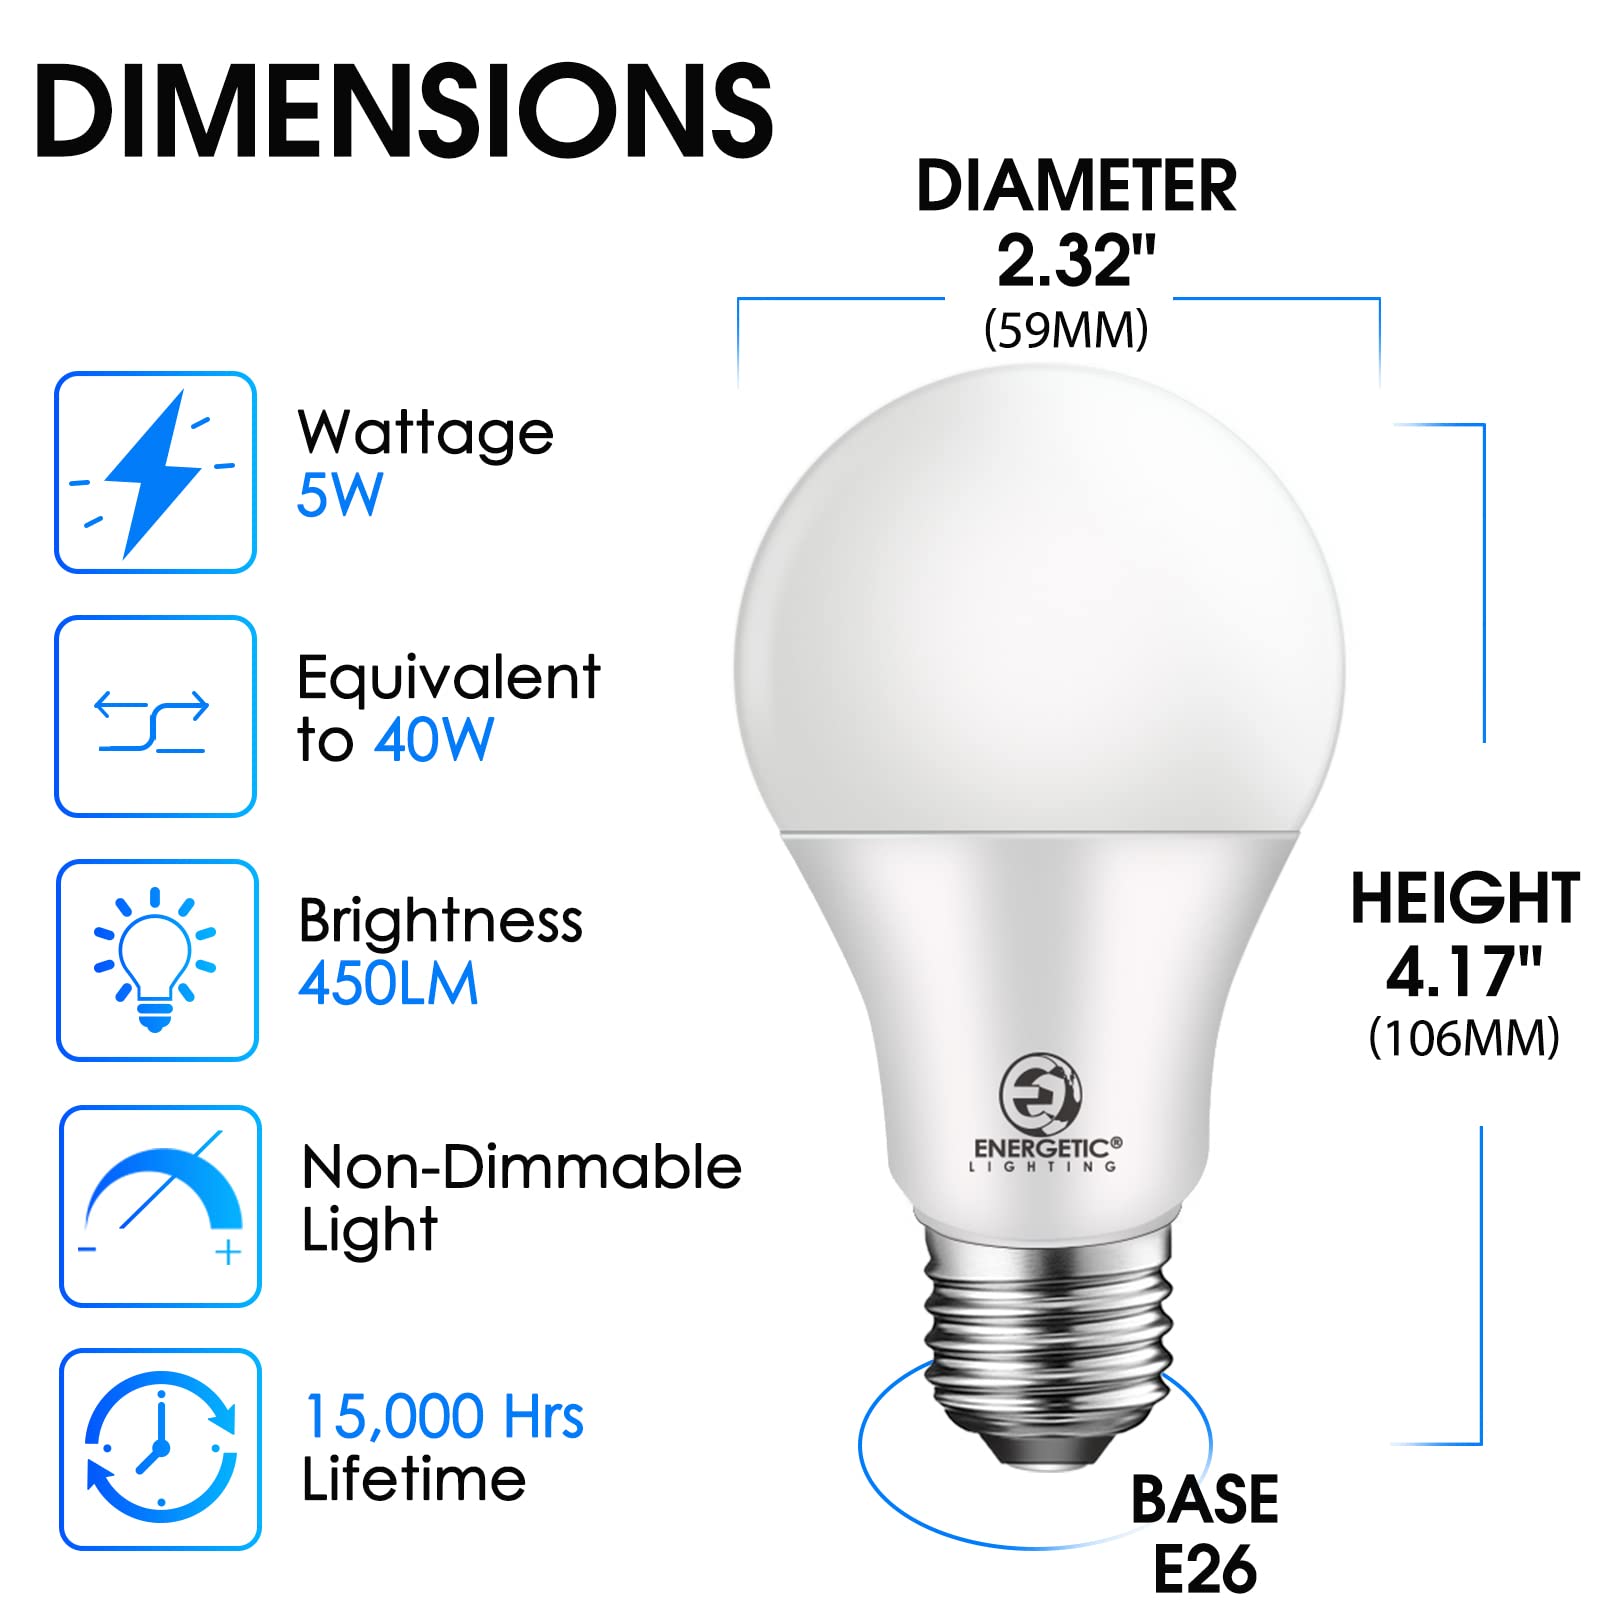 DIMENSIONS
DIAMETER
2.32"
(59MM)
Wattage
5W
Equivalent
to 40W
Brightness
450LM
Non-Dimmable
Light
15,000 Hrs
Lifetime
HEIGHT
4.17"
(106MM)
ENERGETIC®
LIGHTING
BASE
E26